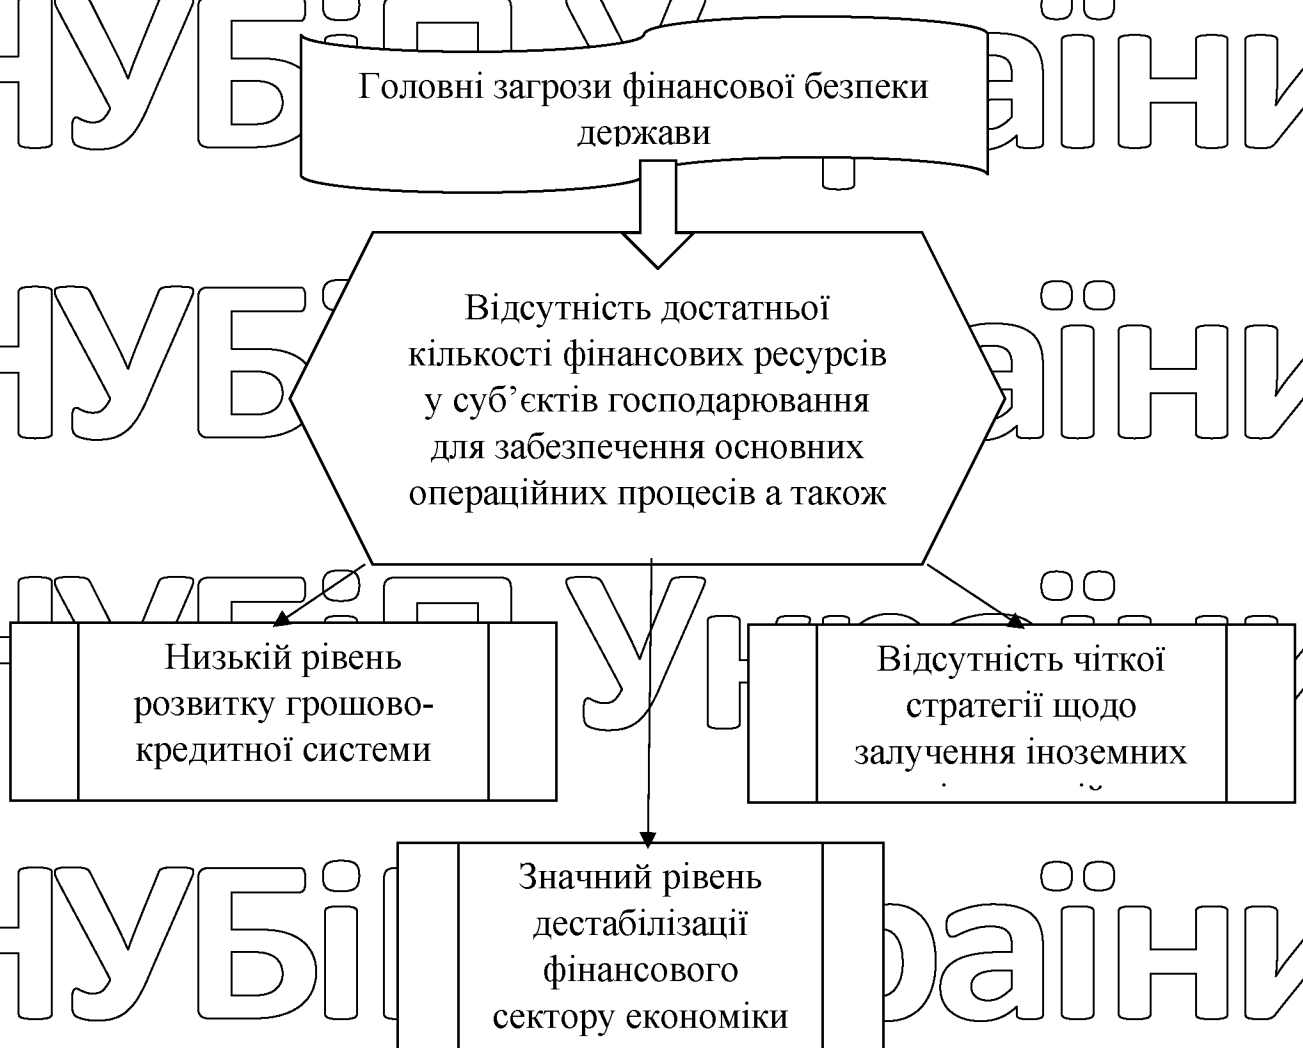 Головні загрози фінансової безпеки
держави
Відсутність достатньої
кількості фінансових ресурсів
у суб’єктів господарювання
для забезпечення основних
операційних процесів а також
Низькій рівень
розвитку грошово-
кредитної системи
Відсутність чіткої
стратегії щодо
залучення іноземних
Значний рівень
дестабілізації
фінансового
сектору економіки